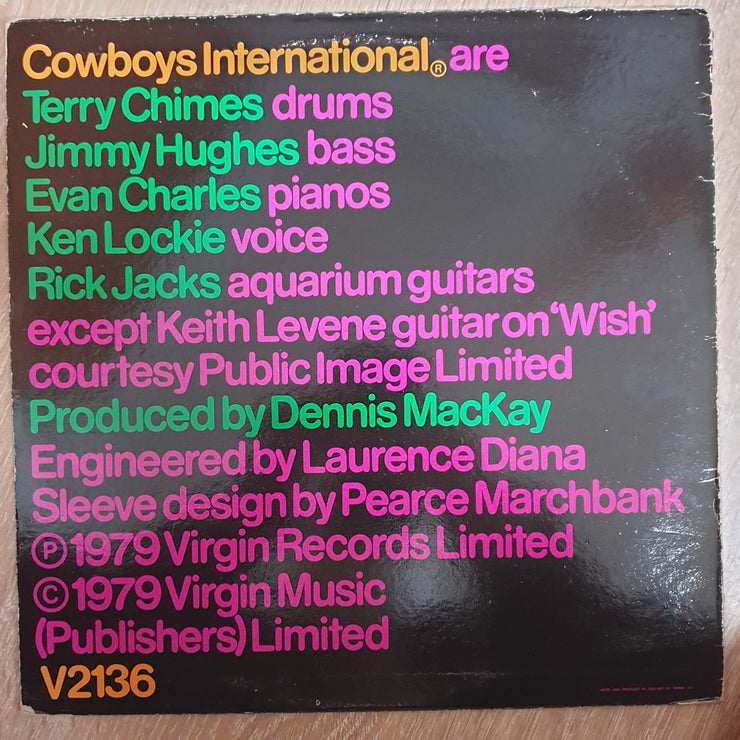 Cowboys International® are
Terry Chimes drums
Jimmy Hughes bass
Evan Charles pianos
Ken Lockie voice
Rick Jacks aquarium guitars
except Keith Levene guitar on ‘Wish’
courtesy Public Image Limited
Produced by Dennis MacKay
Engineered by Laurence Diana
Sleeve design by Pearce Marchbank
℗ 1979 Virgin Records Limited
© 1979 Virgin Music
(Publishers) Limited
V2136